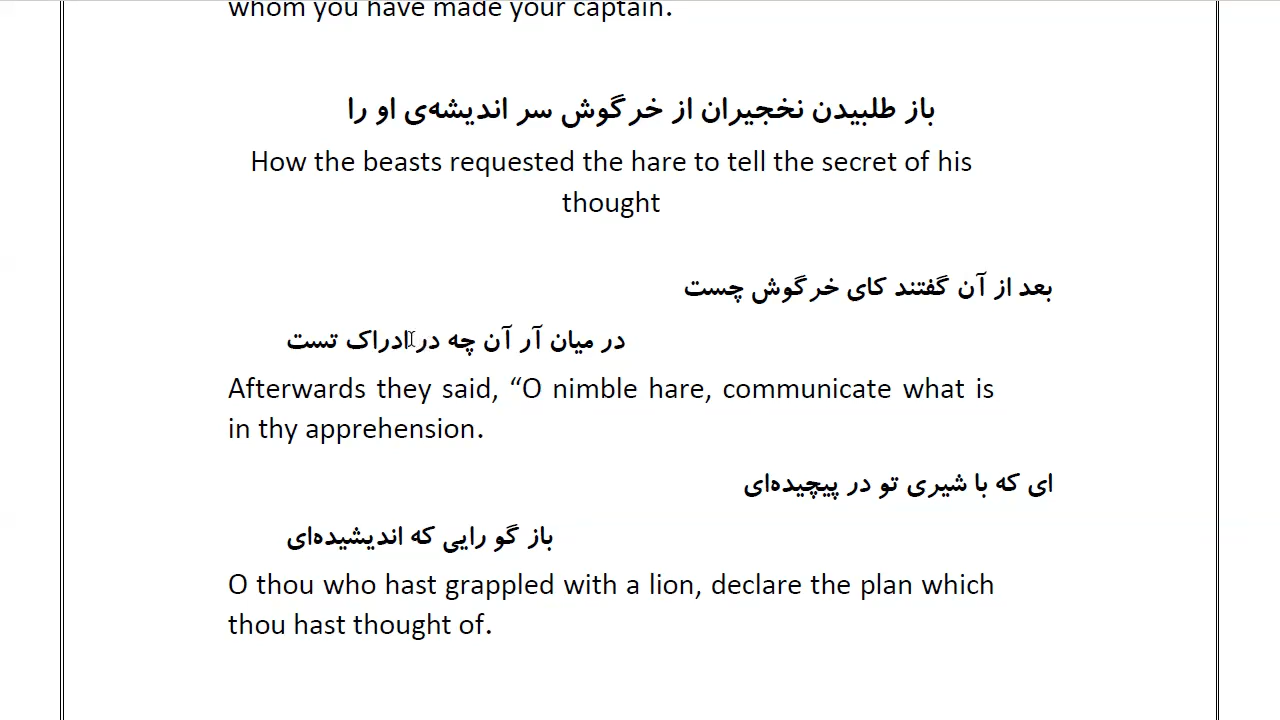 whom you have made your captain.
باز طلبیدن نخجیران از خرگوش سر اندیشه‌ی او را
How the beasts requested the hare to tell the secret of his
thought
بعد از آن گفتند کای خرگوش چست
در میان آر آن چه در ادراک تست
Afterwards they said, “O nimble hare, communicate what is
in thy apprehension.
ای که با شیری تو در پیچیده‌ای
باز گو رایی که اندیشیده‌ای
O thou who hast grappled with a lion, declare the plan which
thou hast thought of.